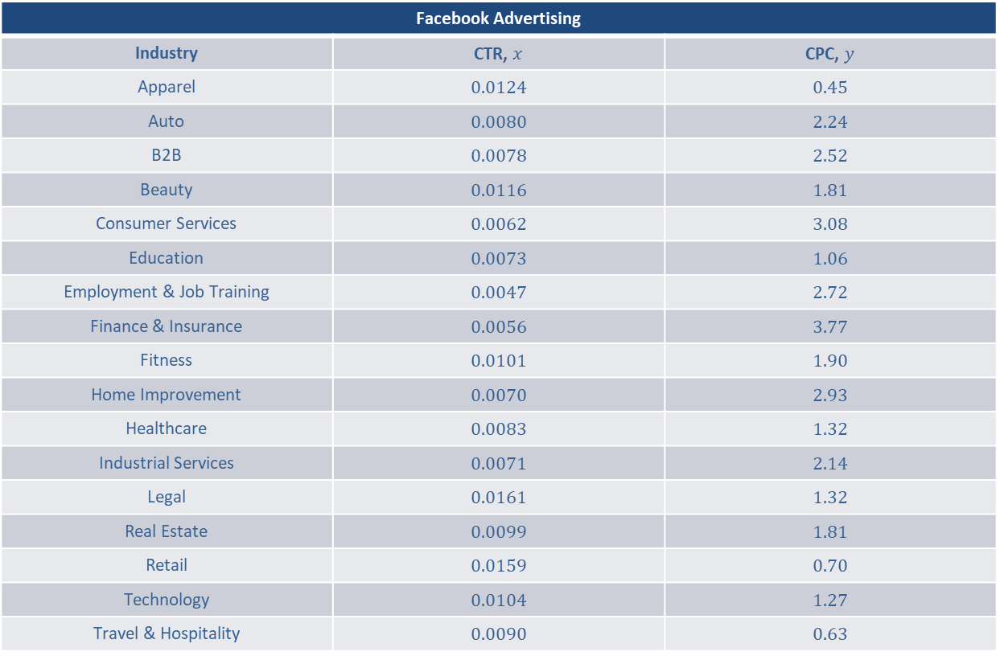 Facebook Advertising
Industry CTR, x CPC, y
Apparel 0.0124 0.45
Auto 0.0080 2.24
B2B 0.0078 2.52
Beauty 0.0116 1.81
Consumer Services 0.0062 3.08
Education 0.0073 1.06
Employment & Job Training 0.0047 2.72
Finance & Insurance 0.0056 3.77
Fitness 0.0101 1.90
Home Improvement 0.0070 2.93
Healthcare 0.0083 1.32
Industrial Services 0.0071 2.14
Legal 0.0161 1.32
Real Estate 0.0099 1.81
Retail 0.0159 0.70
Technology 0.0104 1.27
Travel & Hospitality 0.0090 0.63